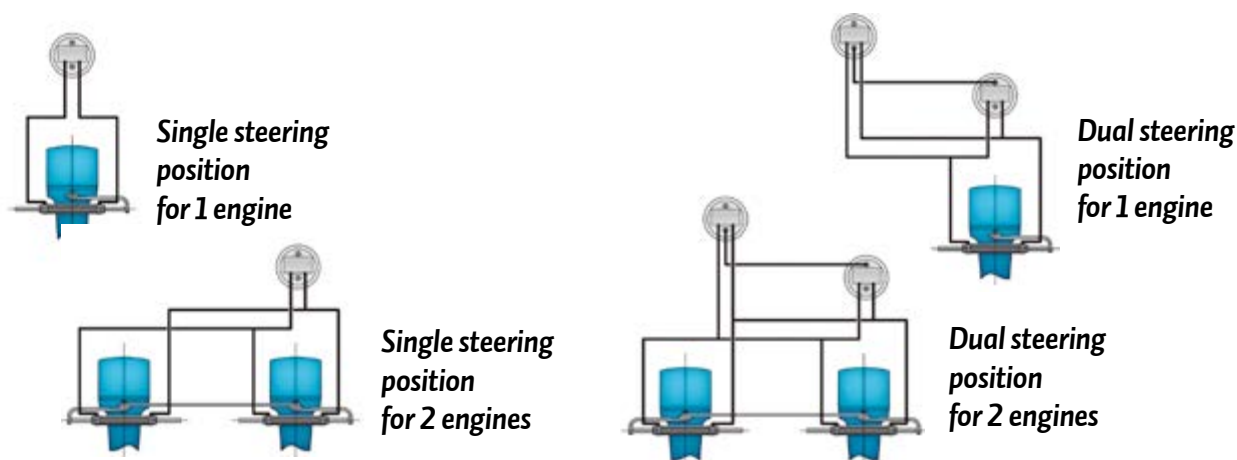 Single steering
position
for 1 engine
Dual steering
position
for 1 engine
Single steering
position
for 2 engines
Dual steering
position
for 2 engines